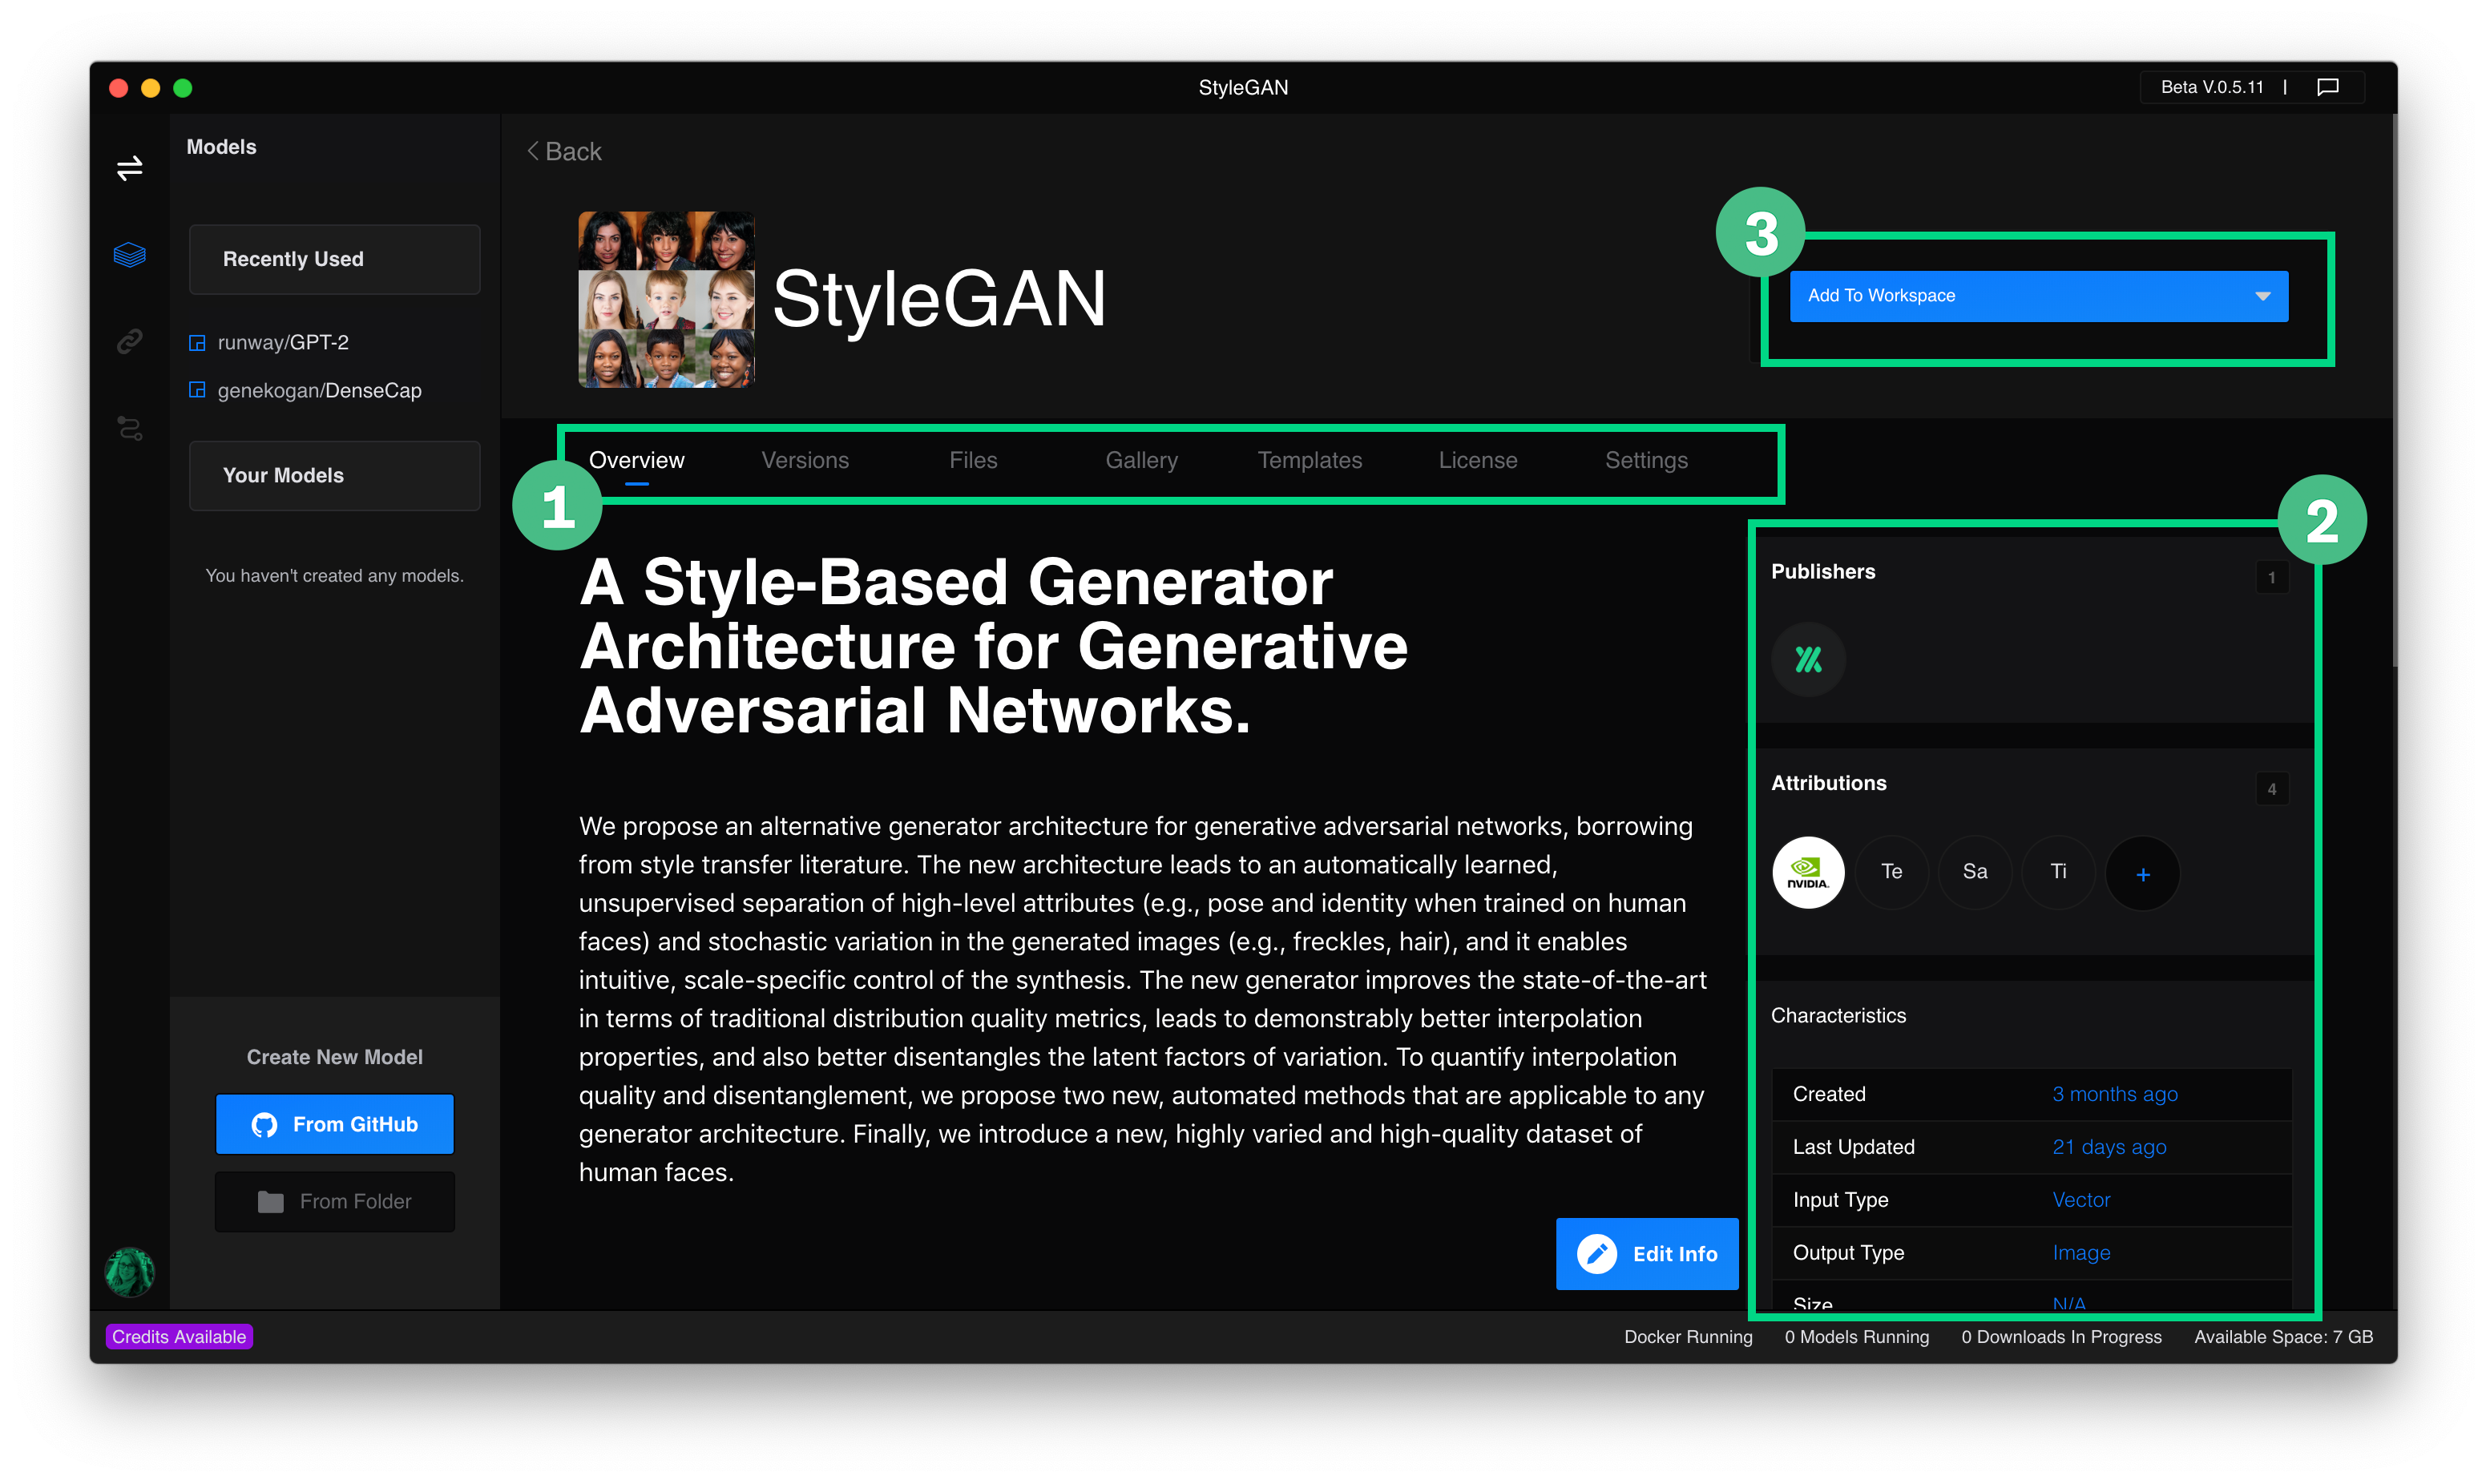 StyleGAN
Beta V.0.5.11 |
Models
Recently Used
runway/GPT-2
genekogan/DenseCap
Your Models
You haven't created any models.
Create New Model
From GitHub
From Folder
Back
StyleGAN
3
Add To Workspace
1
Overview Versions Files Gallery Templates License Settings
A Style-Based Generator
Architecture for Generative
Adversarial Networks.
We propose an alternative generator architecture for generative adversarial networks, borrowing
from style transfer literature. The new architecture leads to an automatically learned,
unsupervised separation of high-level attributes (e.g., pose and identity when trained on human
faces) and stochastic variation in the generated images (e.g., freckles, hair), and it enables
intuitive, scale-specific control of the synthesis. The new generator improves the state-of-the-art
in terms of traditional distribution quality metrics, leads to demonstrably better interpolation
properties, and also better disentangles the latent factors of variation. To quantify interpolation
quality and disentanglement, we propose two new, automated methods that are applicable to any
generator architecture. Finally, we introduce a new, highly varied and high-quality dataset of
human faces.
Edit Info
2
Publishers 1
Attributions 4
NVIDIA. Te Sa Ti +
Characteristics
Created 3 months ago
Last Updated 21 days ago
Input Type Vector
Output Type Image
Size N/A
Credits Available
Docker Running 0 Models Running 0 Downloads In Progress Available Space: 7 GB